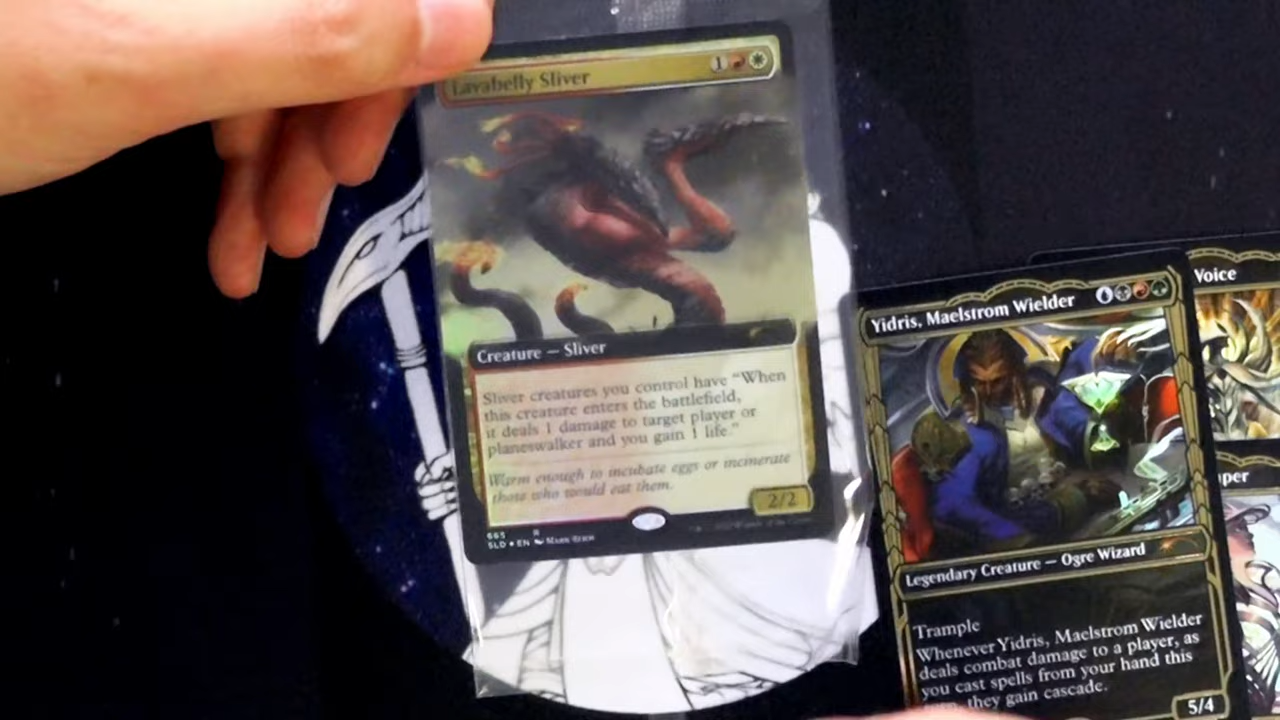 Lavabelly Sliver
1
Creature — Sliver
Sliver creatures you control have “When
this creature enters the battlefield,
it deals 1 damage to target player or
planeswalker and you gain 1 life.”
Warm enough to incubate eggs or incinerate
those who would eat them.
2/2
665 R
SLD EN
Yidris, Maelstrom Wielder
Legendary Creature — Ogre Wizard
Trample
Whenever Yidris, Maelstrom Wielder
deals combat damage to a player, as
you cast spells from your hand this
turn, they gain cascade.
5/4
Voice